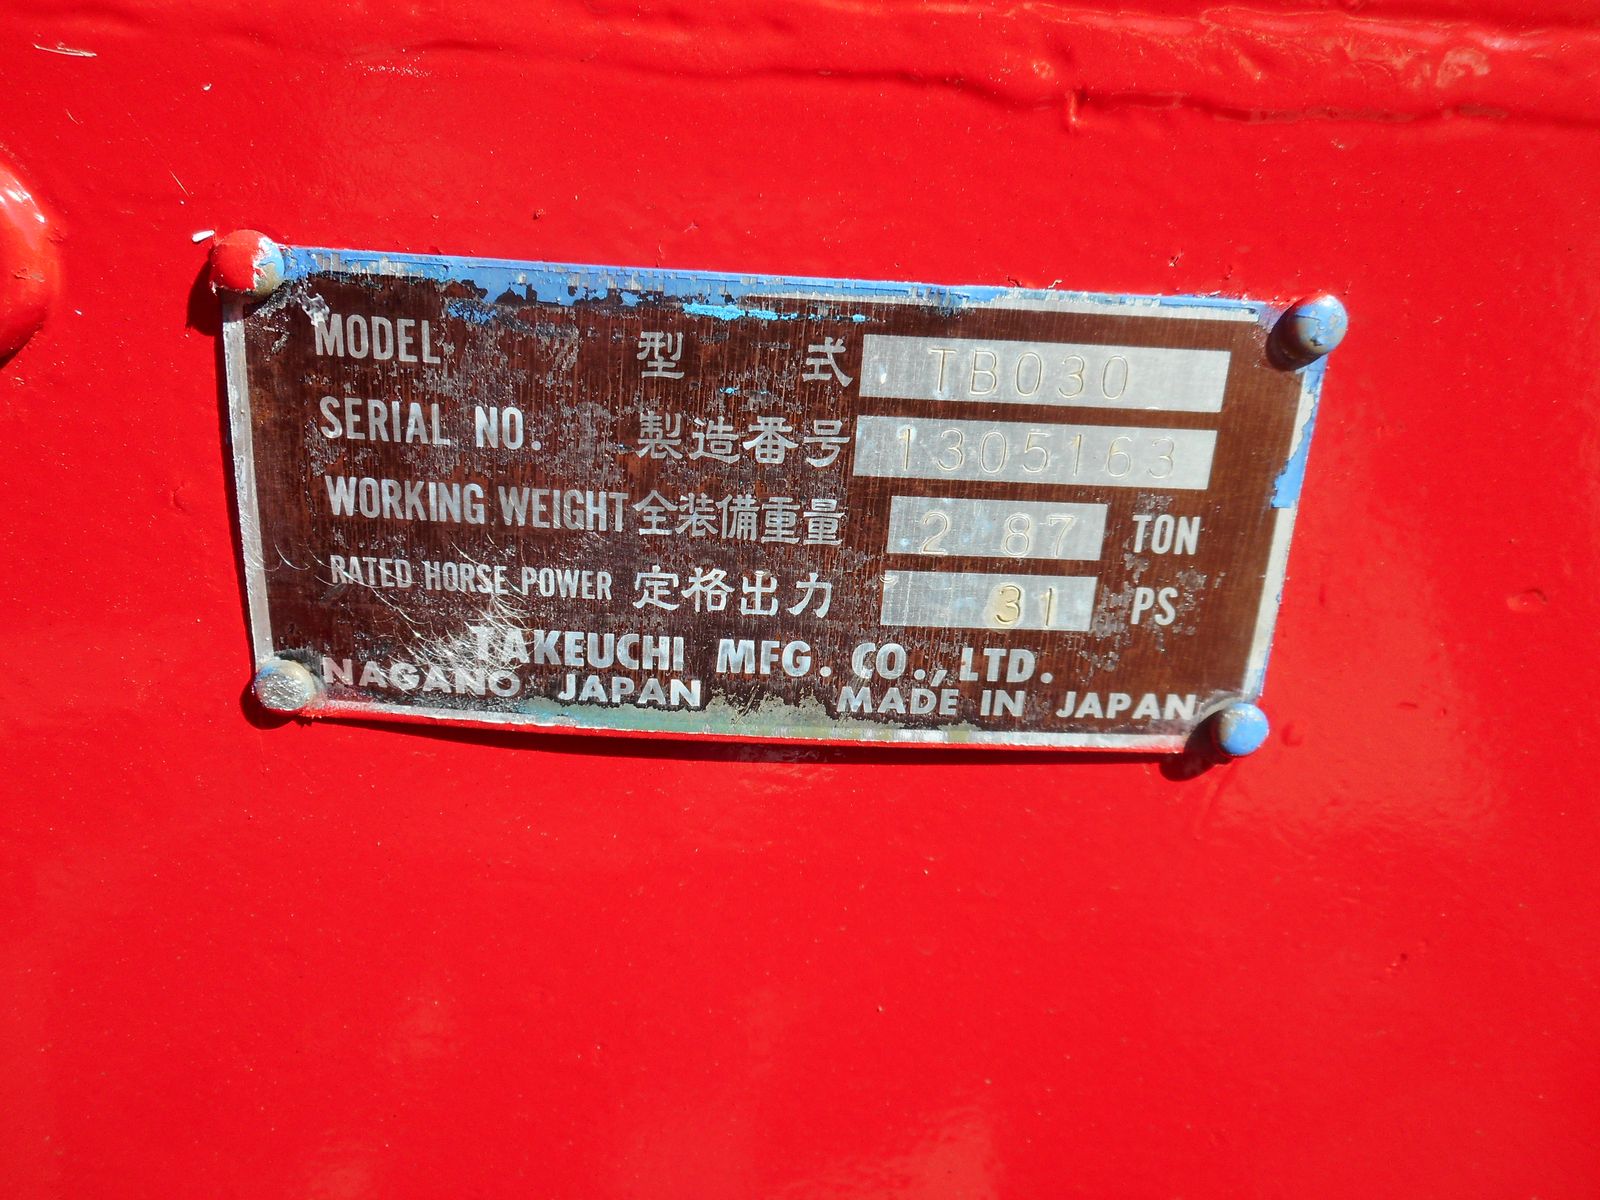 MODEL 型式 TB030
SERIAL NO. 製造番号 1305163
WORKING WEIGHT 全装備重量 2 87 TON
RATED HORSE POWER 定格出力 31 PS
TAKEUCHI MFG. CO., LTD.
NAGANO JAPAN MADE IN JAPAN